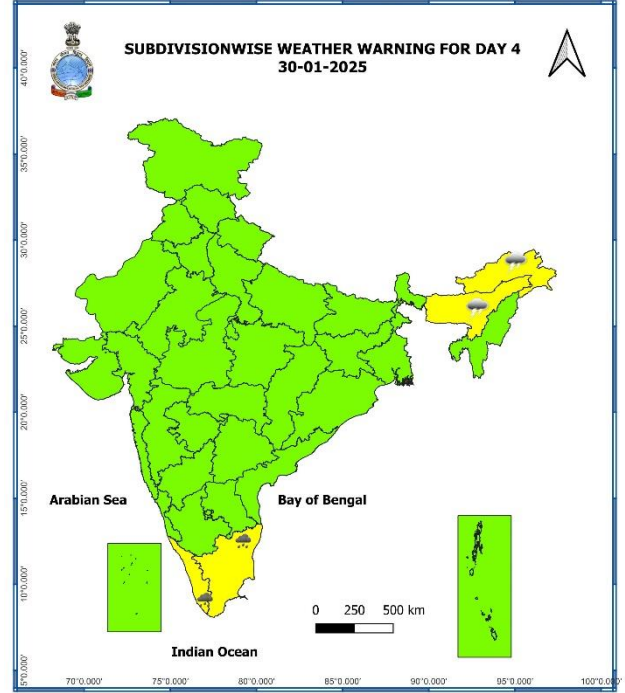 SUBDIVISIONWISE WEATHER WARNING FOR DAY 4
30-01-2025
40°0.000'
35°0.000'
30°0.000'
25°0.000'
20°0.000'
15°0.000'
10°0.000'
5°0.000'
Arabian Sea
Bay of Bengal
0 250 500 km
Indian Ocean
70°0.000' 75°0.000' 80°0.000' 85°0.000' 90°0.000' 95°0.000' 100°0.000'